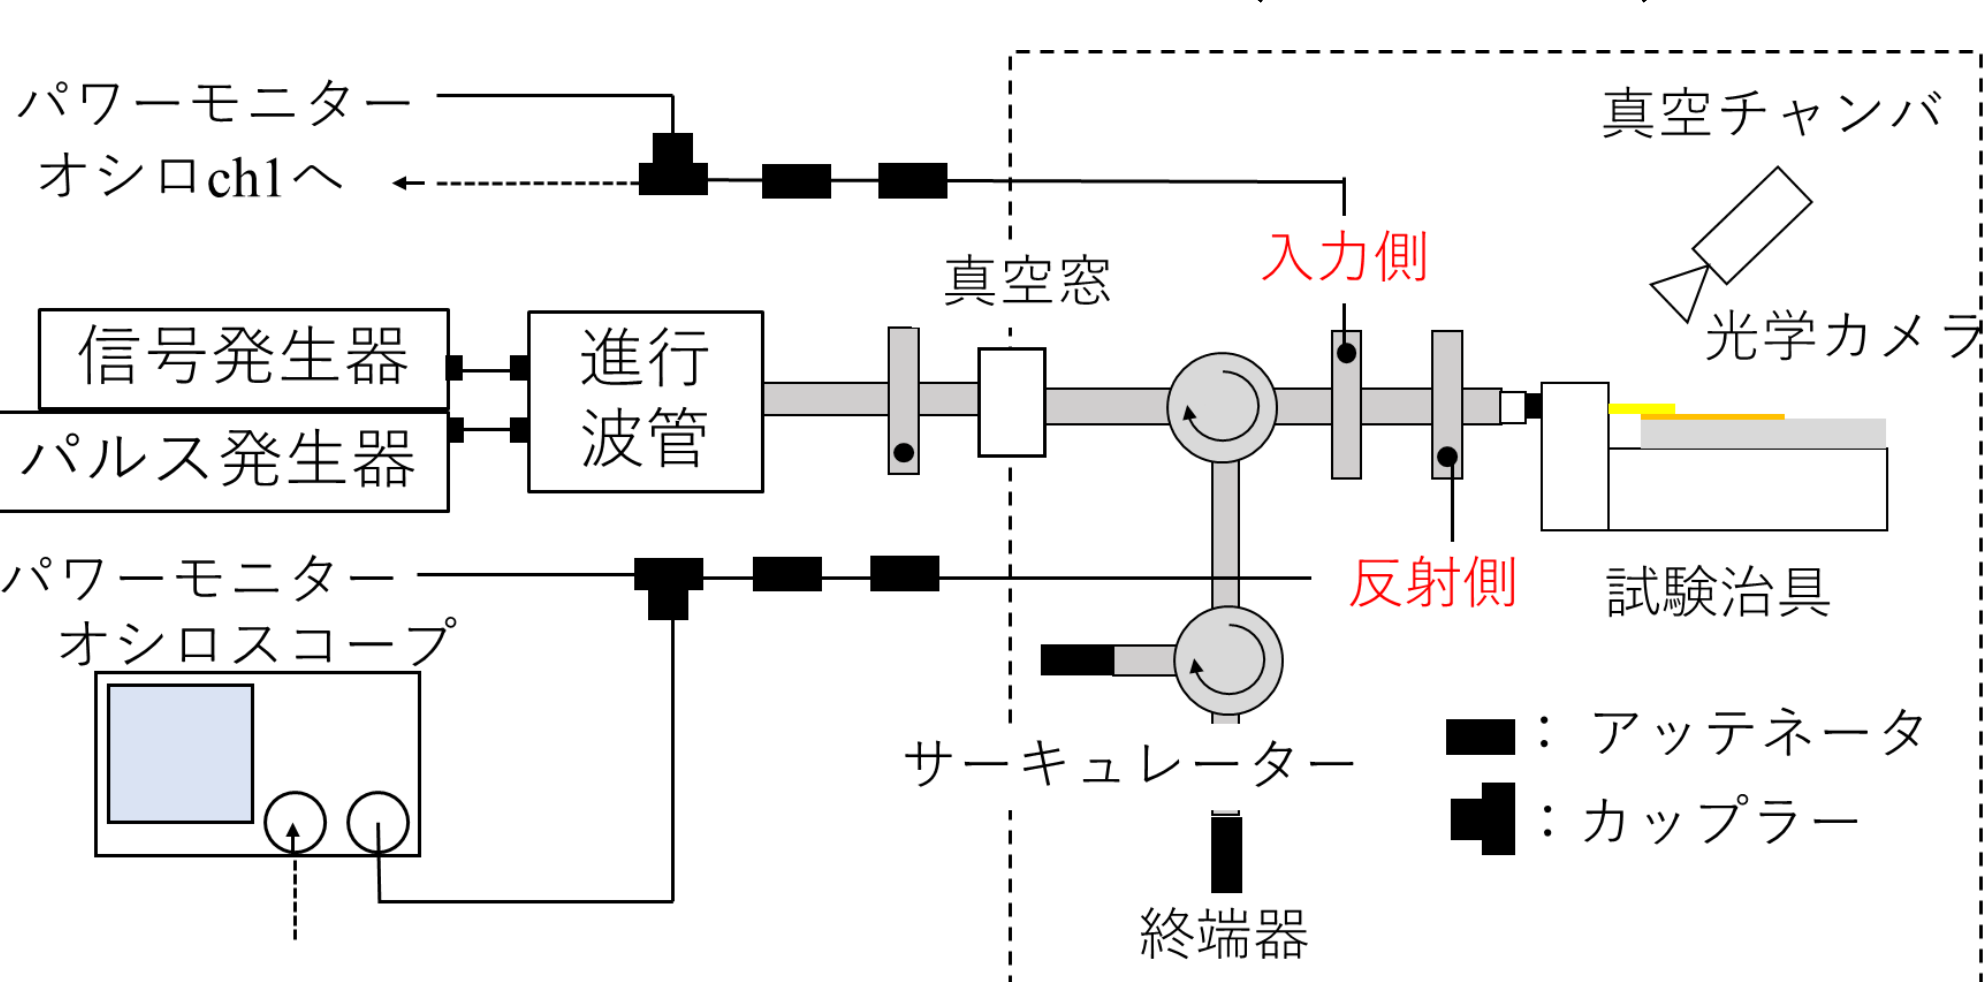 真空チャンバ
パワーモニター
オシロch1へ
入力側
真空窓
光学カメラ
信号発生器
進行
波管
パルス発生器
パワーモニター
反射側
試験治具
オシロスコープ
サーキュレーター
：アッテネータ
：カップラー
終端器